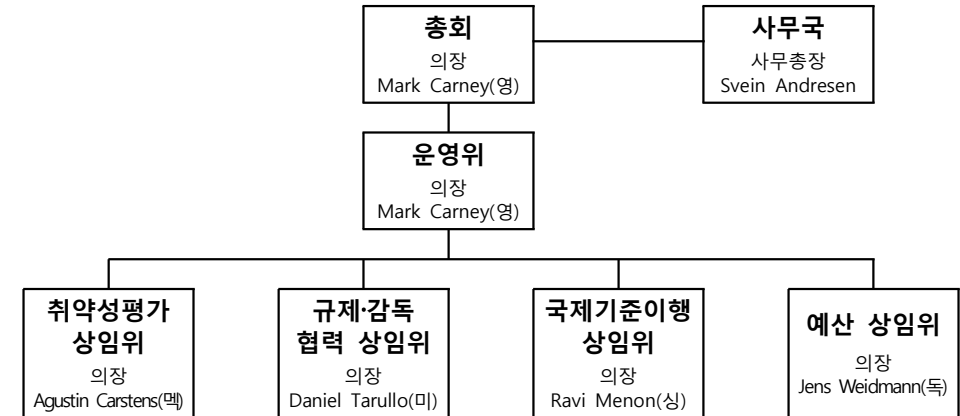 총회
의장
Mark Carney(영)
사무국
사무총장
Svein Andresen
운영위
의장
Mark Carney(영)
취약성평가
상임위
의장
Agustin Carstens(멕)
규제·감독
협력 상임위
의장
Daniel Tarullo(미)
국제기준이행
상임위
의장
Ravi Menon(싱)
예산 상임위
의장
Jens Weidmann(독)